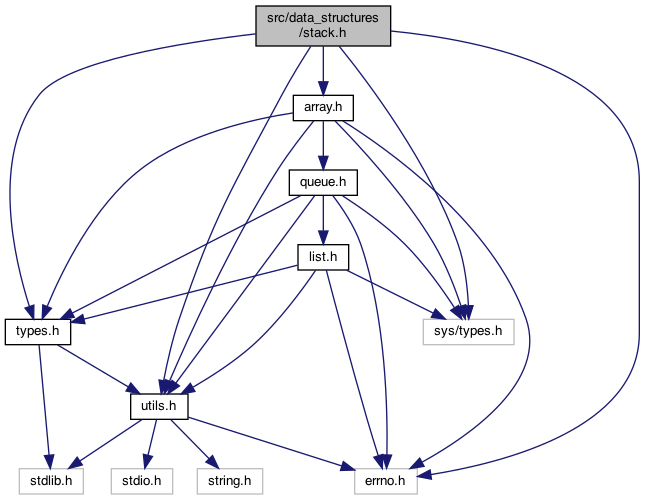 src/data_structures
/stack.h
array.h
queue.h
list.h
types.h
sys/types.h
utils.h
stdlib.h
stdio.h
string.h
errno.h